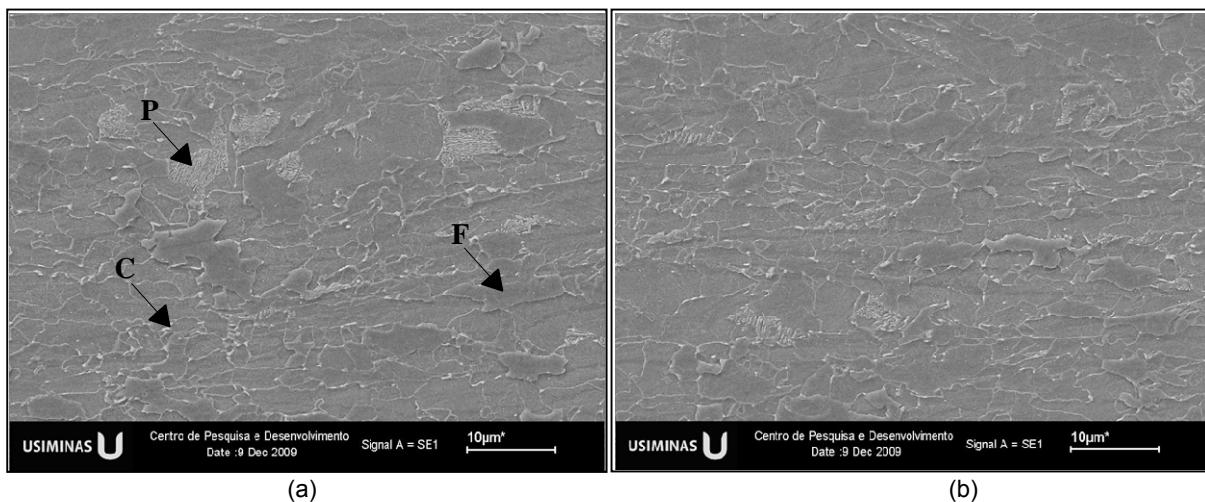 P
F
C
USIMINAS U
Centro de Pesquisa e Desenvolvimento
Date :9 Dec 2009
Signal A = SE1
10µm*
USIMINAS U
Centro de Pesquisa e Desenvolvimento
Date :9 Dec 2009
Signal A = SE1
10µm*
(a)
(b)